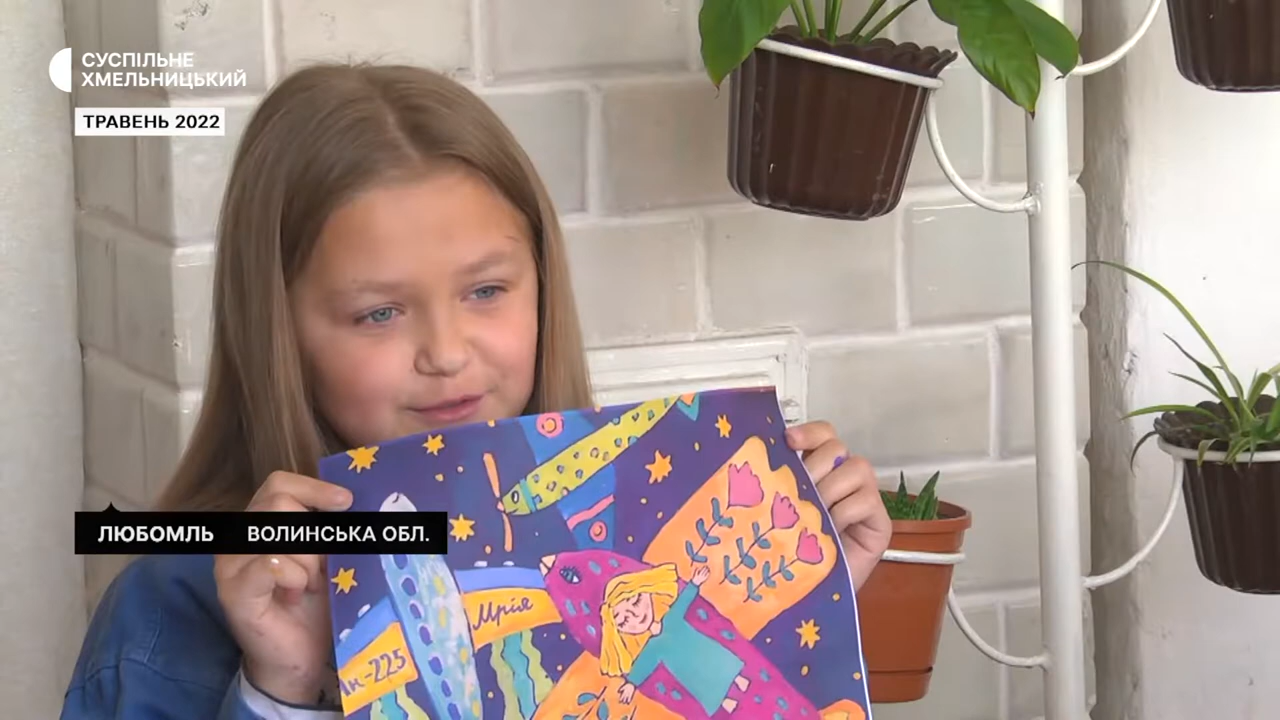 СУСПІЛЬНЕ
ХМЕЛЬНИЦЬКИЙ
ТРАВЕНЬ 2022
ЛЮБОМЛЬ ВОЛИНСЬКА ОБЛ.
Мрія
Ан-225